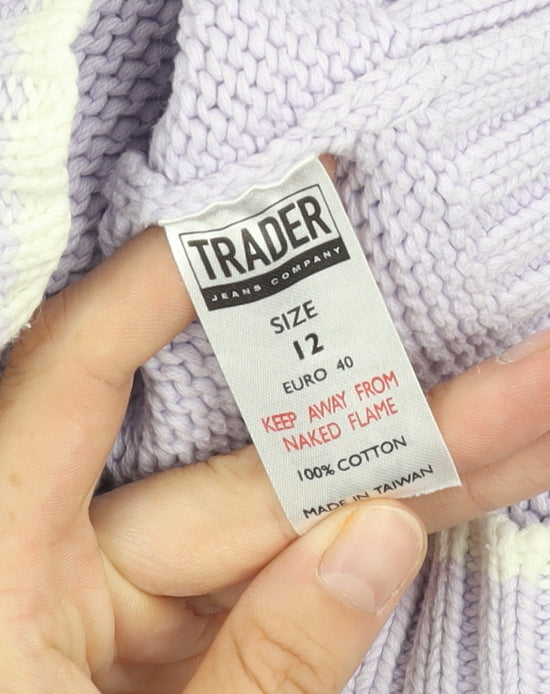 TRADER
JEANS COMPANY
SIZE
12
EURO 40
KEEP AWAY FROM
NAKED FLAME
100% COTTON
MADE IN TAIWAN